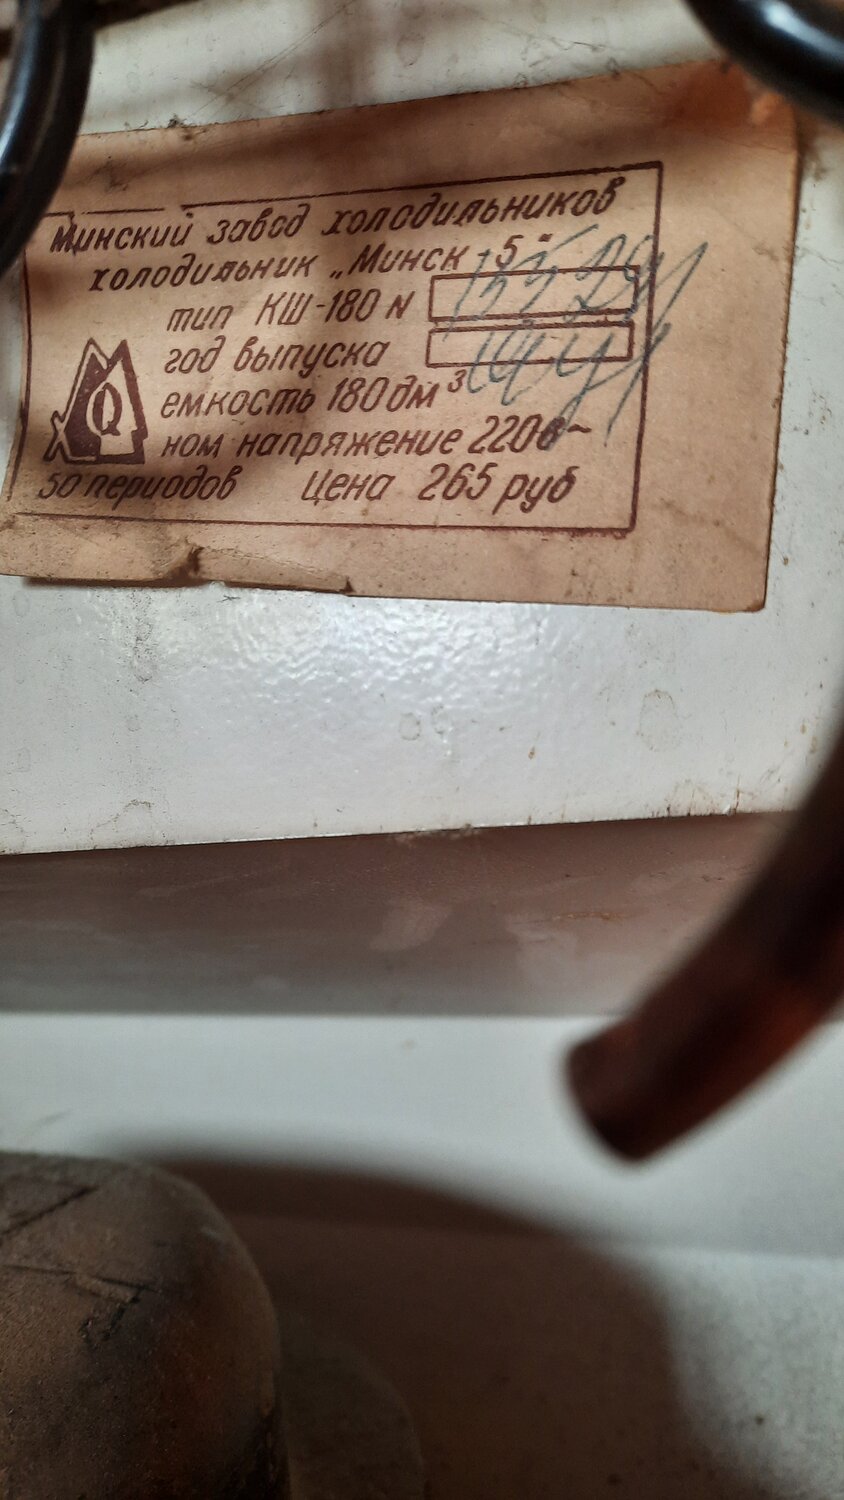 Минский завод холодильников
холодильник „Минск - 5"
тип КШ-180 N
год выпуска
емкость 180 дм³
Q
ном напряжение 220в~
50 периодов Цена 265 руб